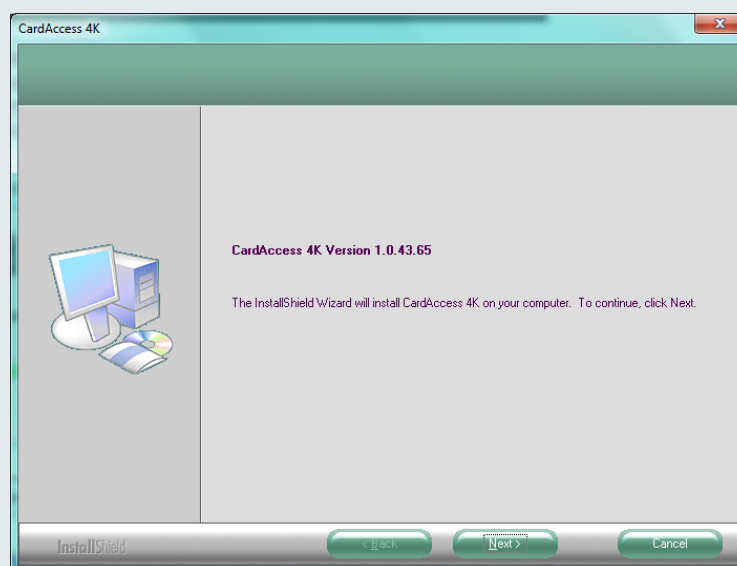 CardAccess 4K
CardAccess 4K Version 1.0.43.65
The InstallShield Wizard will install CardAccess 4K on your computer.  To continue, click Next.
InstallShield
< Back
Next >
Cancel